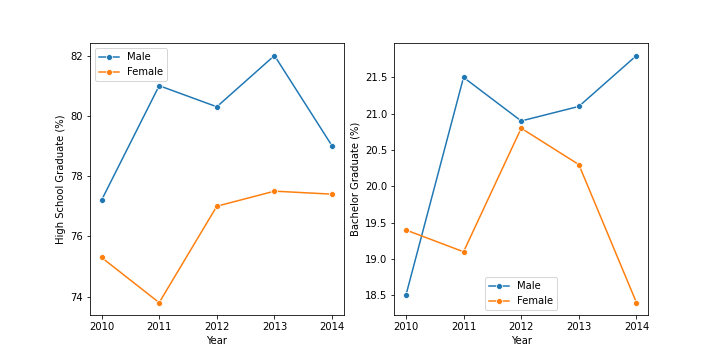 82
80
78
76
74
High School Graduate (%)
Male
Female
2010 2011 2012 2013 2014
Year
21.5
21.0
20.5
20.0
19.5
19.0
18.5
Bachelor Graduate (%)
Male
Female
2010 2011 2012 2013 2014
Year